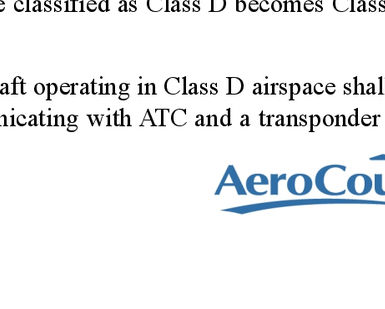 classified as Class D becomes Class
aft operating in Class D airspace shal
nicating with ATC and a transponder
AeroCou